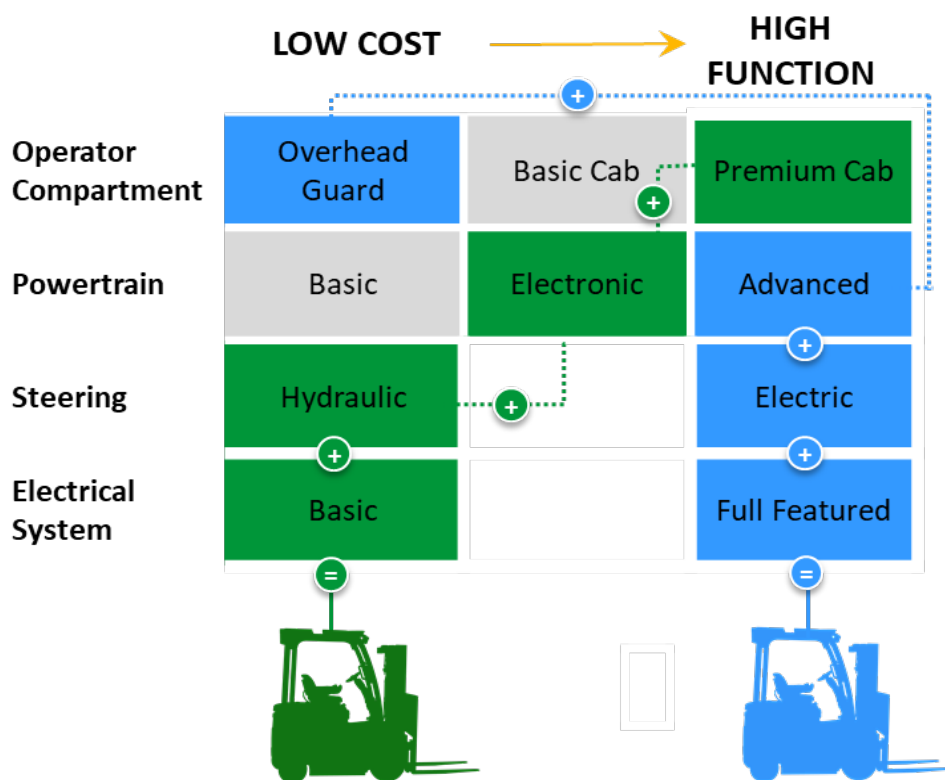 LOW COST
HIGH
FUNCTION
+
Operator
Compartment
Overhead
Guard
Basic Cab
Premium Cab
+
Powertrain
Basic
Electronic
Advanced
+
Steering
Hydraulic
+
Electric
+
+
Electrical
System
Basic
Full Featured
=
=